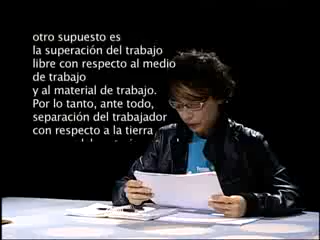 otro supuesto es
la superación del trabajo
libre con respecto al medio
de trabajo
y al material de trabajo.
Por lo tanto, ante todo,
separación del trabajador
con respecto a la tierra